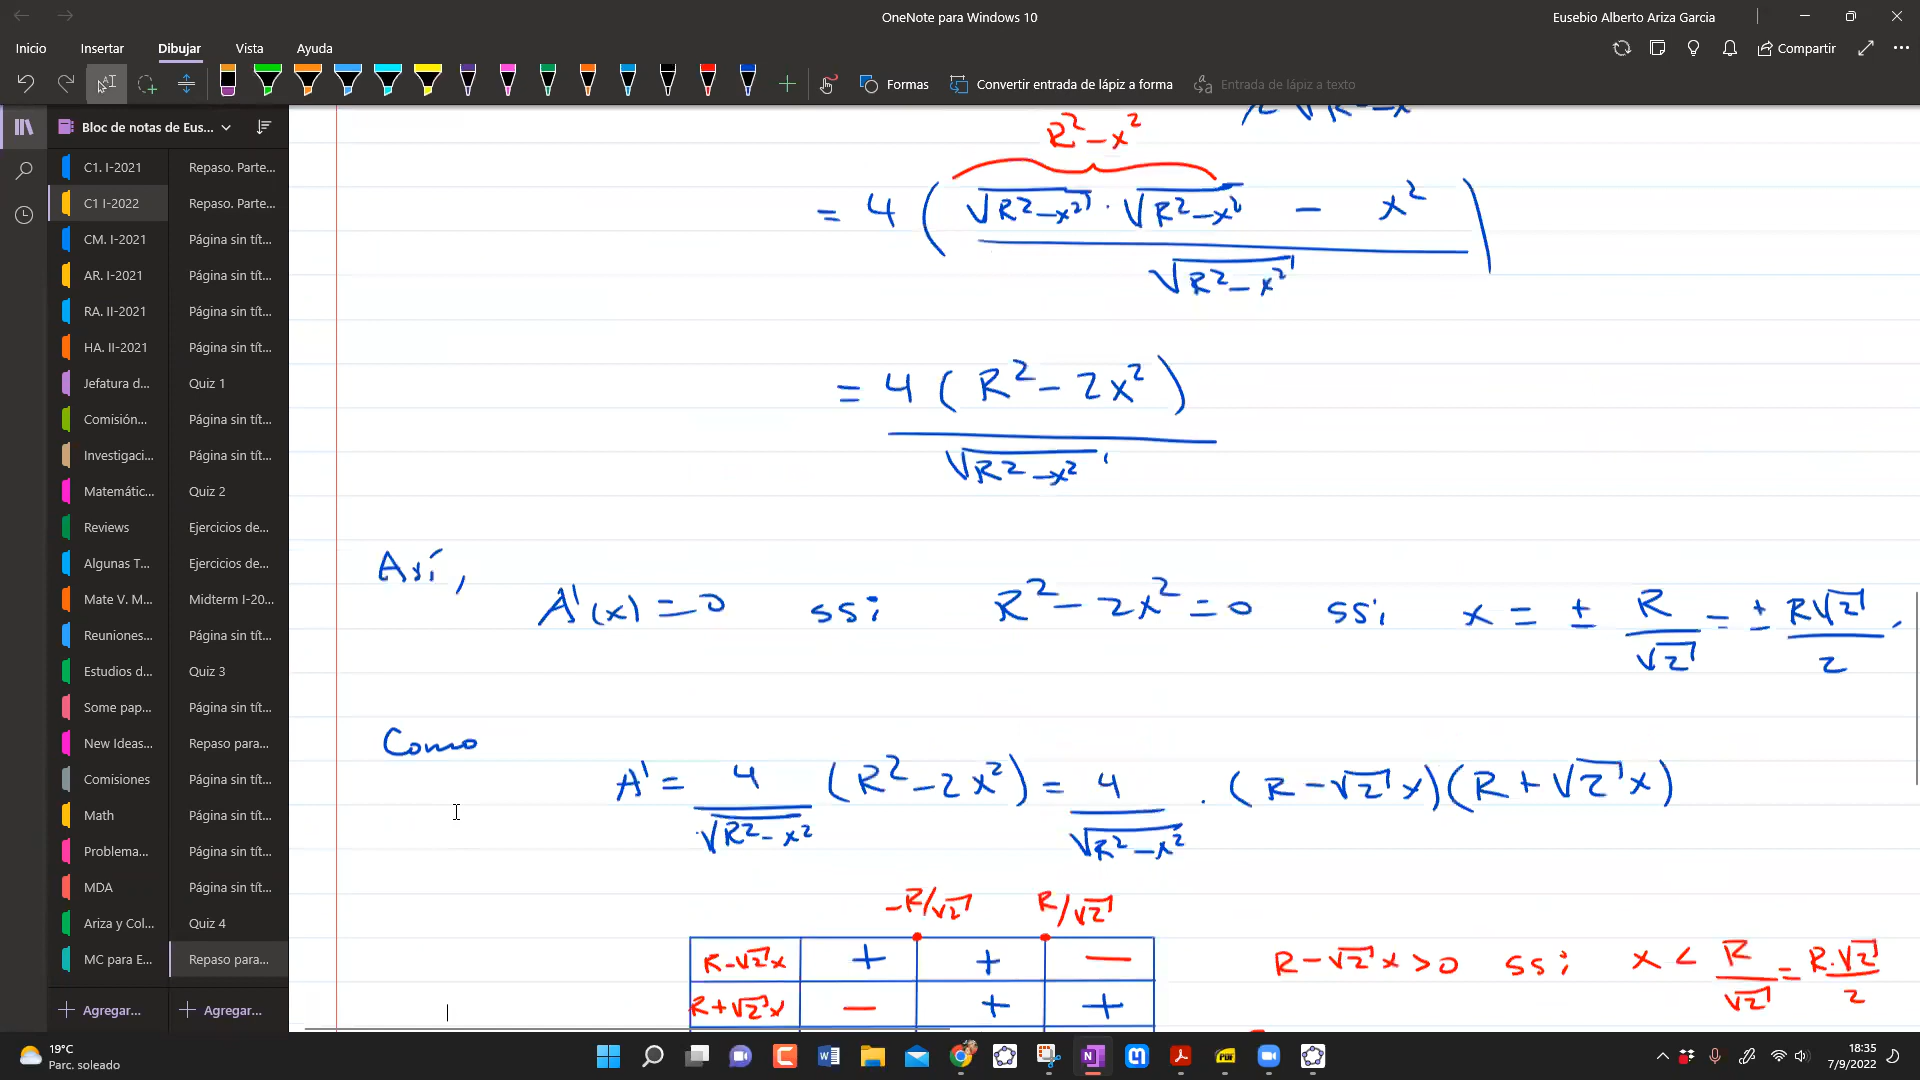 OneNote para Windows 10
Eusebio Alberto Ariza Garcia
Inicio Insertar Dibujar Vista Ayuda
Compartir
Formas
Convertir entrada de lápiz a forma
Entrada de lápiz a texto
Bloc de notas de Eus...
C1. I-2021
C1 I-2022
CM. I-2021
AR. I-2021
RA. II-2021
HA. II-2021
Jefatura d...
Comisión...
Investigaci...
Matemátic...
Reviews
Algunas T...
Mate V. M...
Reuniones...
Estudios d...
Some pap...
New Ideas...
Comisiones
Math
Problema...
MDA
Ariza y Col...
MC para E...
Agregar...
Repaso. Parte...
Repaso. Parte...
Página sin tít...
Página sin tít...
Página sin tít...
Página sin tít...
Quiz 1
Página sin tít...
Página sin tít...
Quiz 2
Ejercicios de...
Ejercicios de...
Midterm I-20...
Página sin tít...
Quiz 3
Página sin tít...
Repaso para...
Página sin tít...
Página sin tít...
Página sin tít...
Página sin tít...
Quiz 4
Repaso para...
Agregar...
R² - x²
= 4 ( √(R²-x²) · √(R²-x²) - x² )
√(R²-x²)
= 4 ( R² - 2x² )
√(R²-x²)
Así,
A'(x) = 0 ssi R² - 2x² = 0 ssi x = ± R/√2 = ± R√2/2 .
Como
A' = 4/√(R²-x²) (R² - 2x²) = 4/√(R²-x²) · (R - √2 x)(R + √2 x)
-R/√2 R/√2
R-√2x + + −
R+√2x − + +
R - √2 x > 0 ssi x < R/√2 = R·√2/2
19°C
Parc. soleado
18:35
7/9/2022